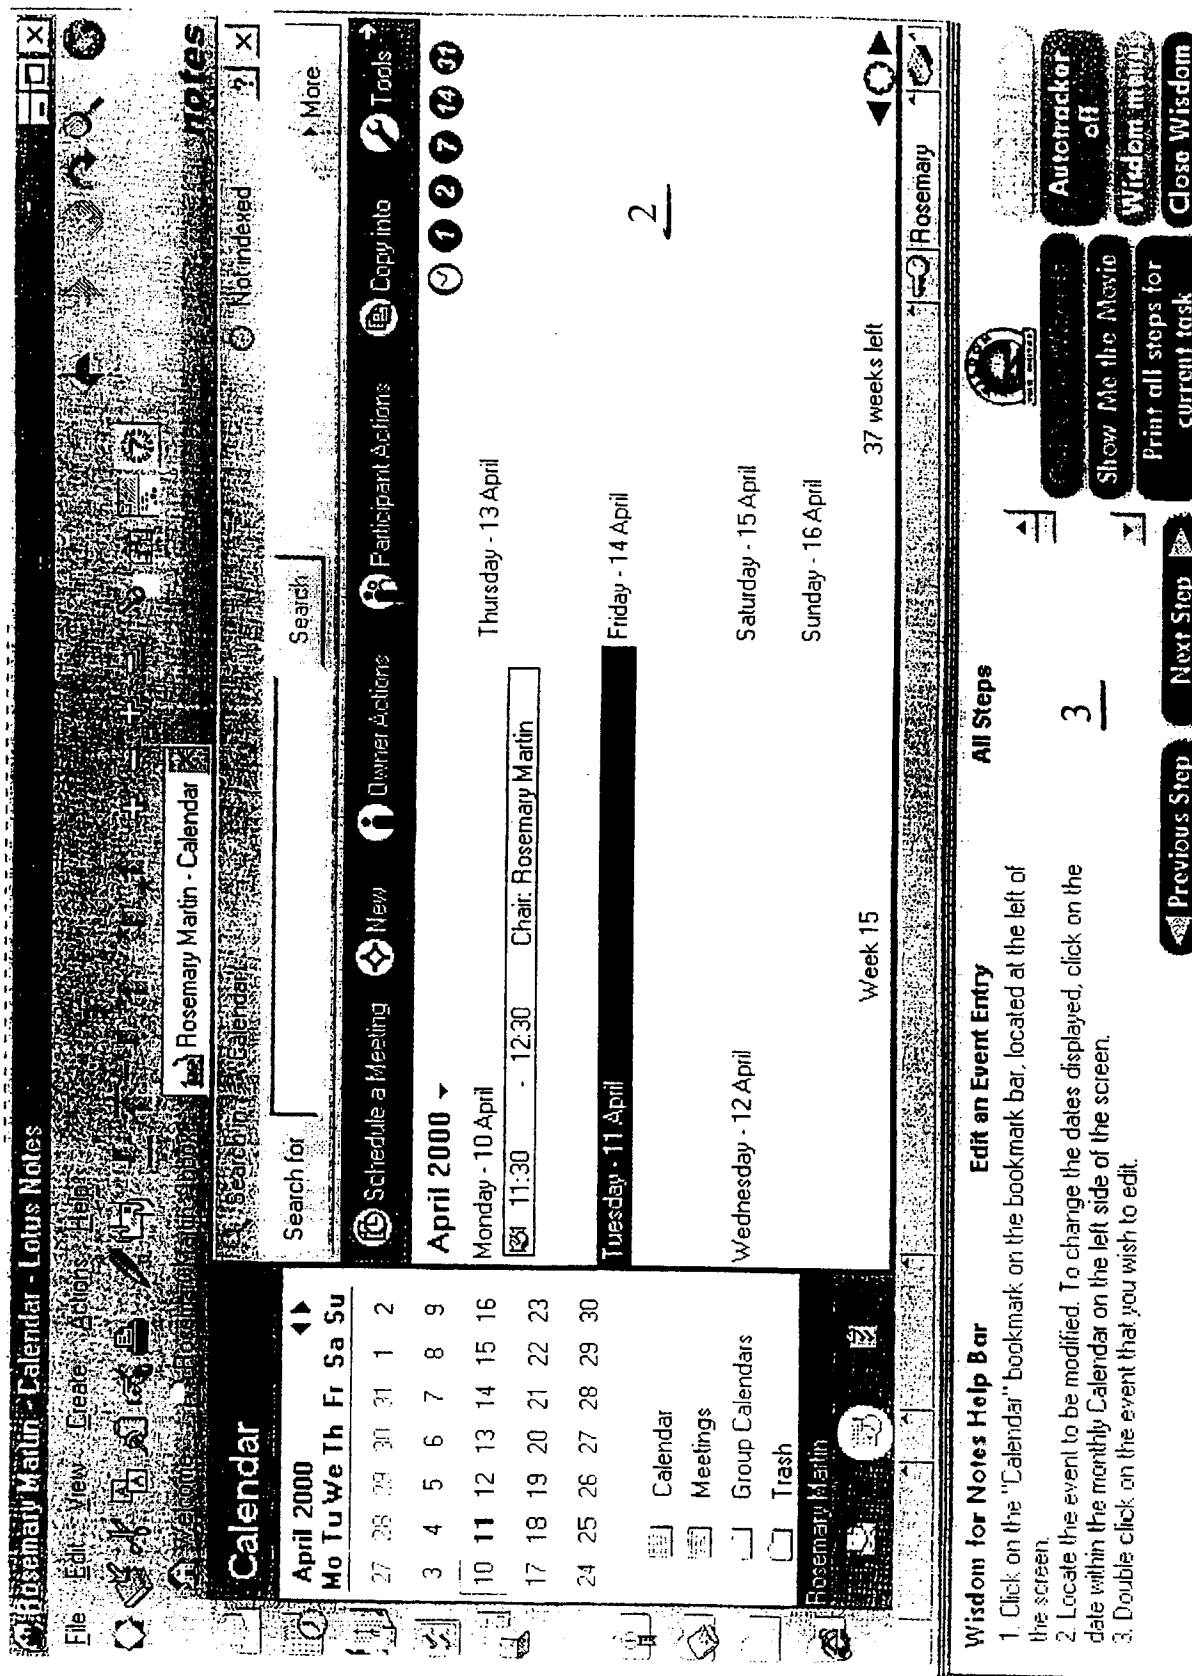 Rosemary Martin - Calendar - Lotus Notes
File Edit View Create Actions Help
Rosemary Martin - Calendar
notes
Calendar
April 2000
Mo Tu We Th Fr Sa Su
27 28 29 30 31 1 2
3 4 5 6 7 8 9
10 11 12 13 14 15 16
17 18 19 20 21 22 23
24 25 26 27 28 29 30
Calendar
Meetings
Group Calendars
Trash
Rosemary Martin
Search in Calendar
Not indexed
?
Search for
Search
More
Schedule a Meeting New Owner Actions Participant Actions Copy into Tools
April 2000
1 2 7 14 31
Monday - 10 April
11:30 - 12:30 Chair: Rosemary Martin
Tuesday - 11 April
Wednesday - 12 April
Thursday - 13 April
Friday - 14 April
Saturday - 15 April
Sunday - 16 April
Week 15
37 weeks left
2
Rosemary
Wisdom for Notes Help Bar
Edit an Event Entry
All Steps
1. Click on the "Calendar" bookmark on the bookmark bar, located at the left of
the screen.
2. Locate the event to be modified. To change the dates displayed, click on the
date within the monthly Calendar on the left side of the screen.
3. Double click on the event that you wish to edit.
3
Previous Step
Next Step
Show Me the Movie
Print all steps for
current task
Autotracker
off
Wisdom
Close Wisdom